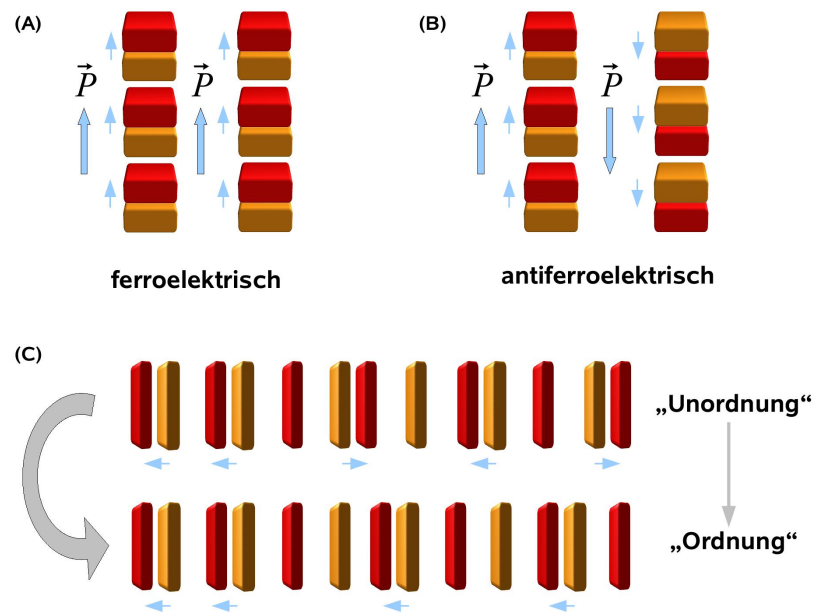 (A)
(B)
P P P P
ferroelektrisch
antiferroelektrisch
(C)
„Unordnung“
„Ordnung“